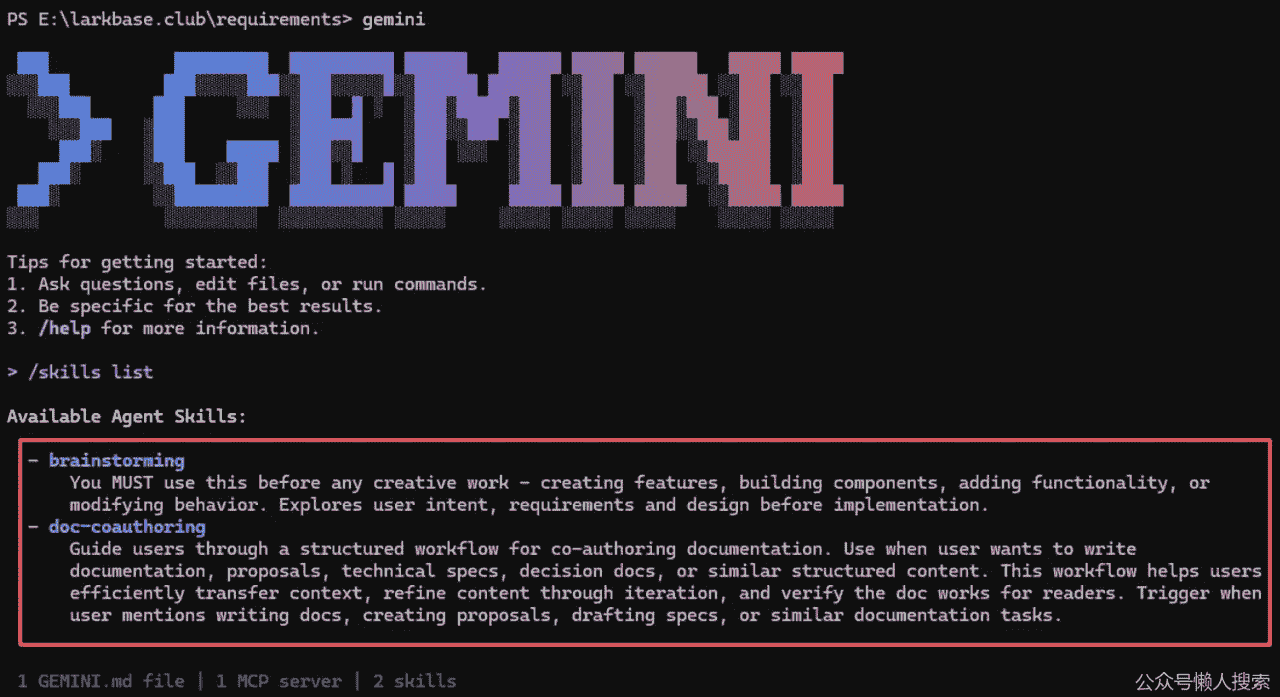 PS E:\larkbase.club\requirements> gemini
> GEMINI
Tips for getting started:
1. Ask questions, edit files, or run commands.
2. Be specific for the best results.
3. /help for more information.
> /skills list
Available Agent Skills:
- brainstorming
You MUST use this before any creative work - creating features, building components, adding functionality, or
modifying behavior. Explores user intent, requirements and design before implementation.
- doc-coauthoring
Guide users through a structured workflow for co-authoring documentation. Use when user wants to write
documentation, proposals, technical specs, decision docs, or similar structured content. This workflow helps users
efficiently transfer context, refine content through iteration, and verify the doc works for readers. Trigger when
user mentions writing docs, creating proposals, drafting specs, or similar documentation tasks.
1 GEMINI.md file | 1 MCP server | 2 skills
公众号懒人搜索